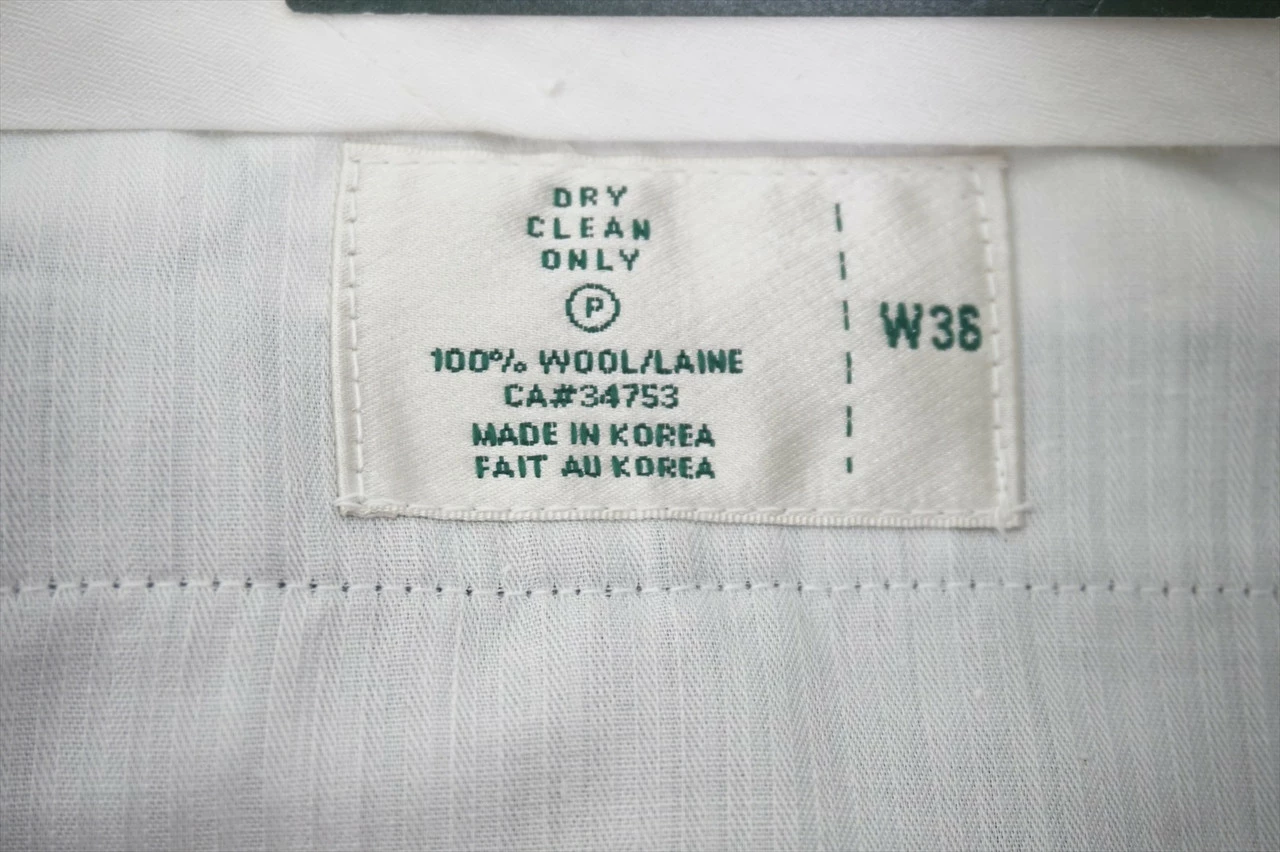 DRY
CLEAN
ONLY
P
100% WOOL/LAINE
CA#34753
MADE IN KOREA
FAIT AU KOREA
W36